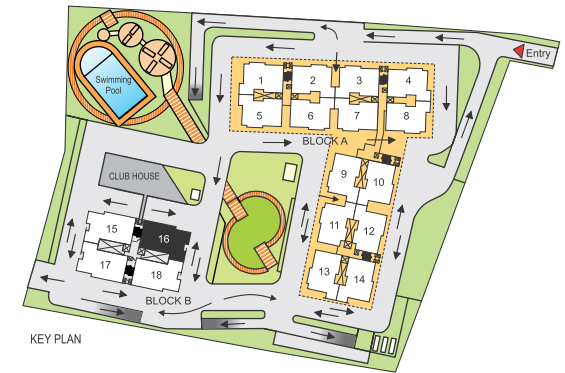 Entry
Swimming
Pool
1 2 3 4
5 6 7 8
BLOCK A
CLUB HOUSE
9 10
11 12
13 14
15 16
17 18
BLOCK B
KEY PLAN